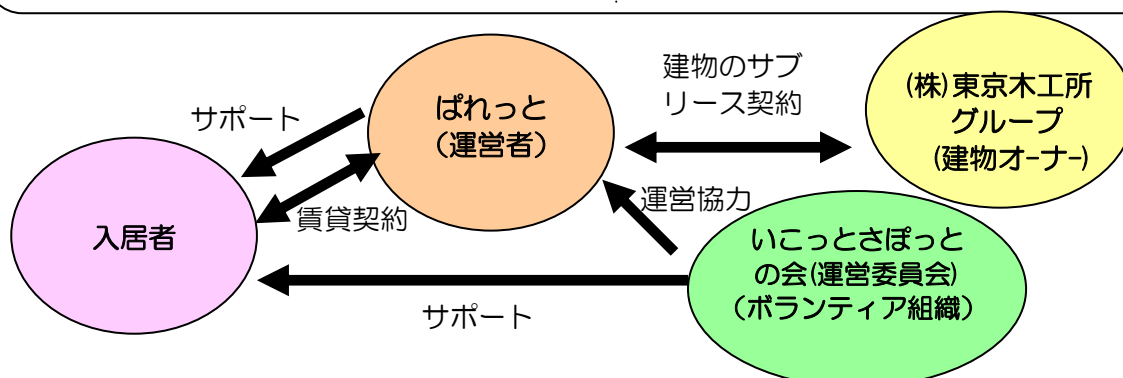 建物のサブ
リース契約
(株)東京木工所
グループ
(建物オーナー)
サポート
ぱれっと
(運営者)
賃貸契約
運営協力
入居者
いこっとさぽっと
の会(運営委員会)
(ボランティア組織)
サポート